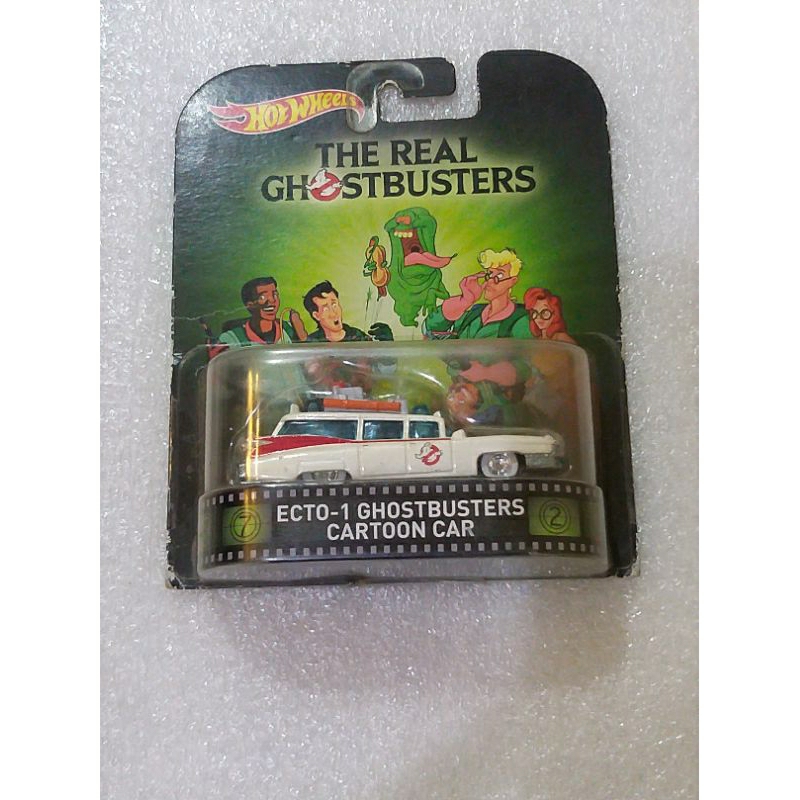 Hot Wheels
THE REAL
GHOSTBUSTERS
7
ECTO-1 GHOSTBUSTERS
CARTOON CAR
2